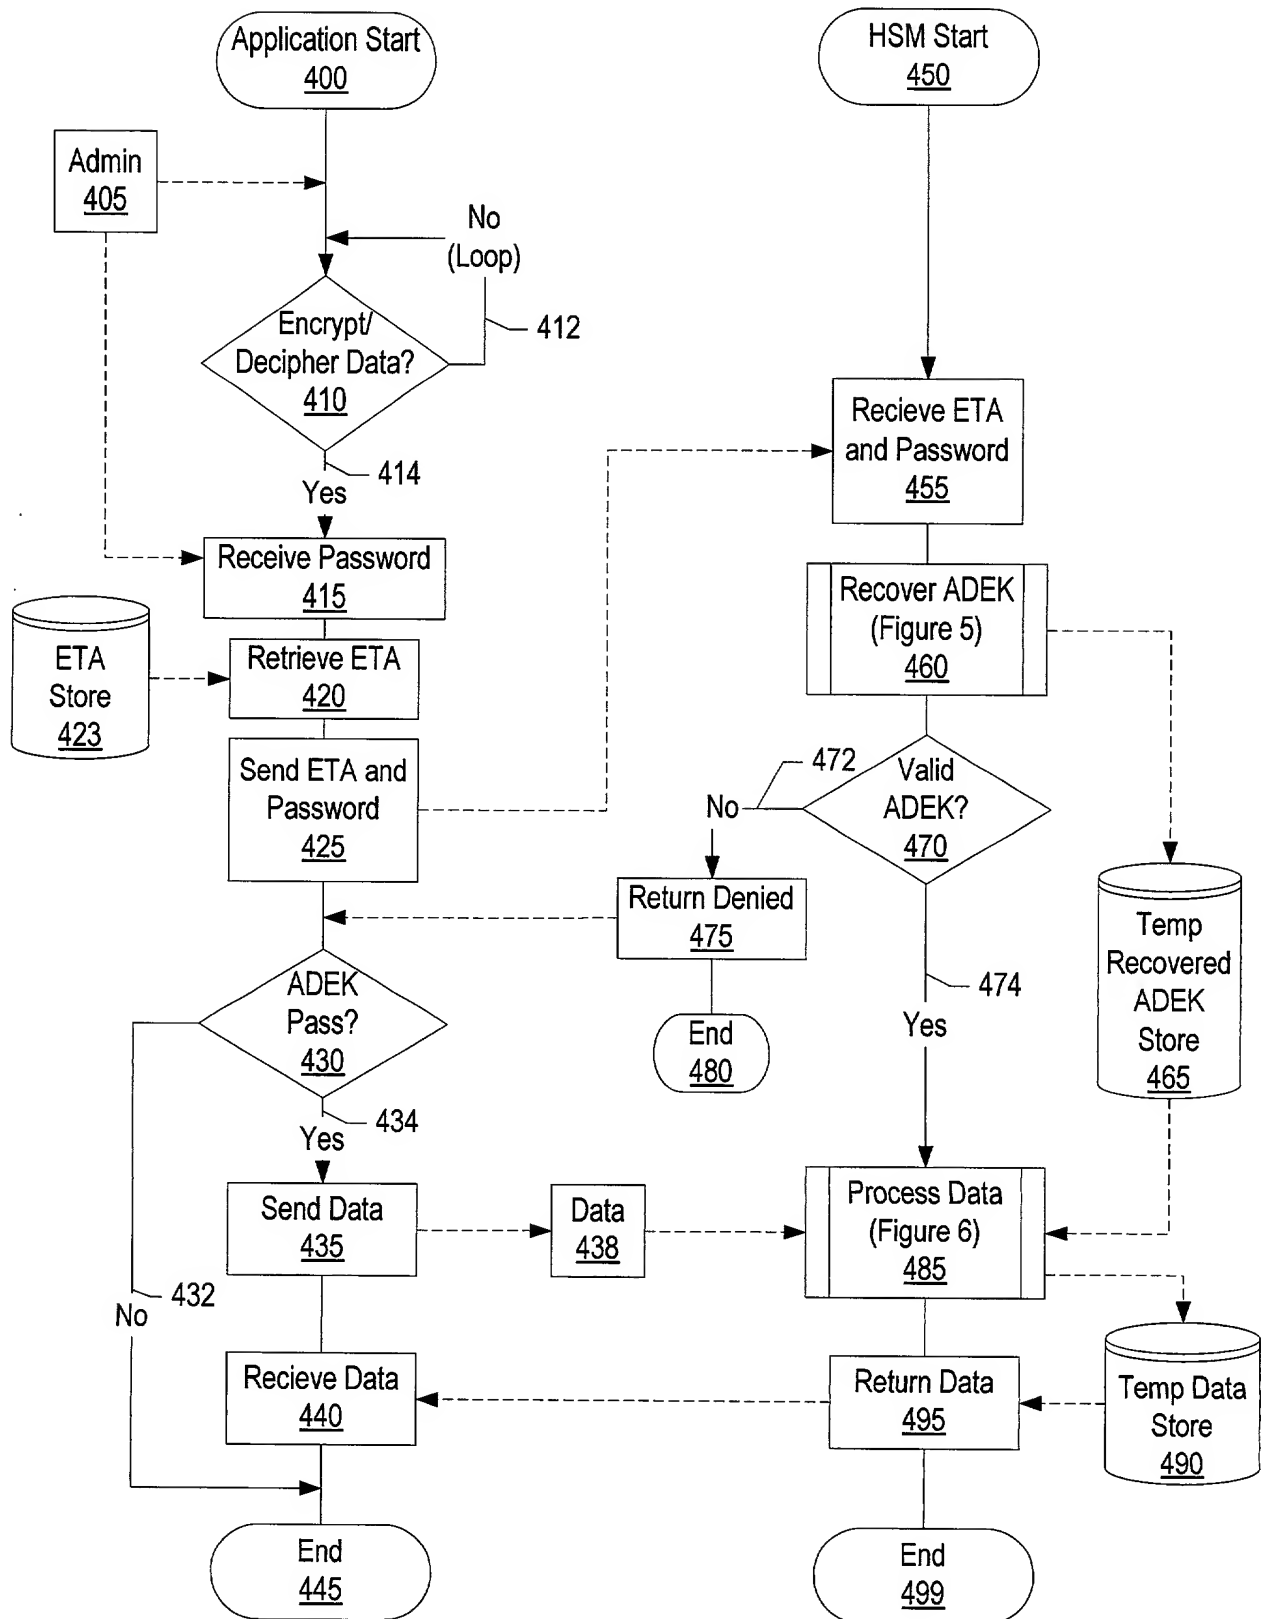 Application Start
400
HSM Start
450
Admin
405
No
(Loop)
412
Encrypt/
Decipher Data?
410
414
Yes
Recieve ETA
and Password
455
Receive Password
415
ETA
Store
423
Retrieve ETA
420
Recover ADEK
(Figure 5)
460
Send ETA and
Password
425
472
No
Valid
ADEK?
470
Return Denied
475
Temp
Recovered
ADEK
Store
465
474
Yes
ADEK
Pass?
430
End
480
434
Yes
Send Data
435
Data
438
Process Data
(Figure 6)
485
432
No
Recieve Data
440
Return Data
495
Temp Data
Store
490
End
445
End
499